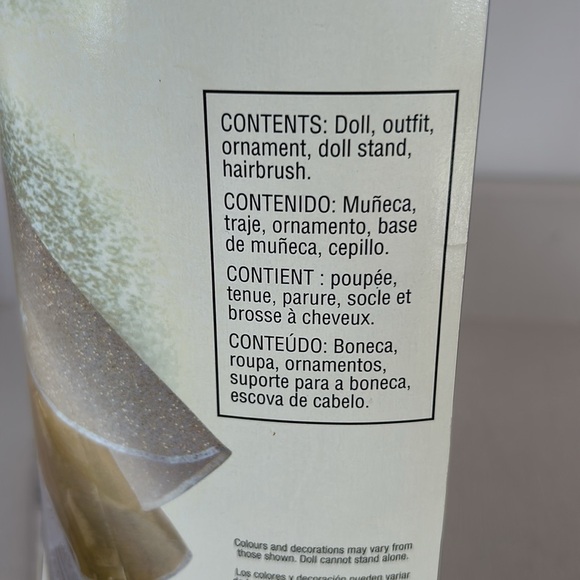 CONTENTS: Doll, outfit,
ornament, doll stand,
hairbrush.
CONTENIDO: Muñeca,
traje, ornamento, base
de muñeca, cepillo.
CONTIENT : poupée,
tenue, parure, socle et
brosse à cheveux.
CONTEÚDO: Boneca,
roupa, ornamentos,
suporte para a boneca,
escova de cabelo.
Colours and decorations may vary from
those shown. Doll cannot stand alone.
Los colores y decoración pueden variar